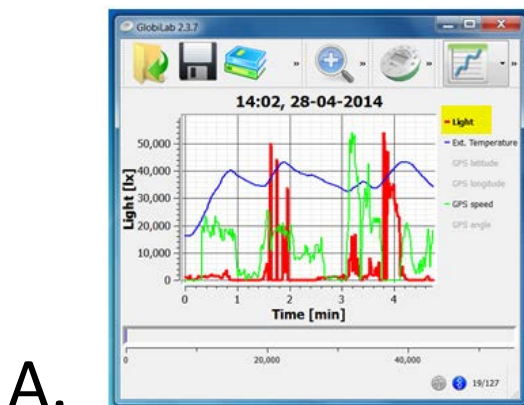 GlobiLab 2.3.7
» » »
14:02, 28-04-2014
Light [lx]
50,000
40,000
30,000
20,000
10,000
0
0 1 2 3 4
Time [min]
Light
Ext. Temperature
GPS latitude
GPS longitude
GPS speed
GPS angle
0 20,000 40,000
19/127
A.